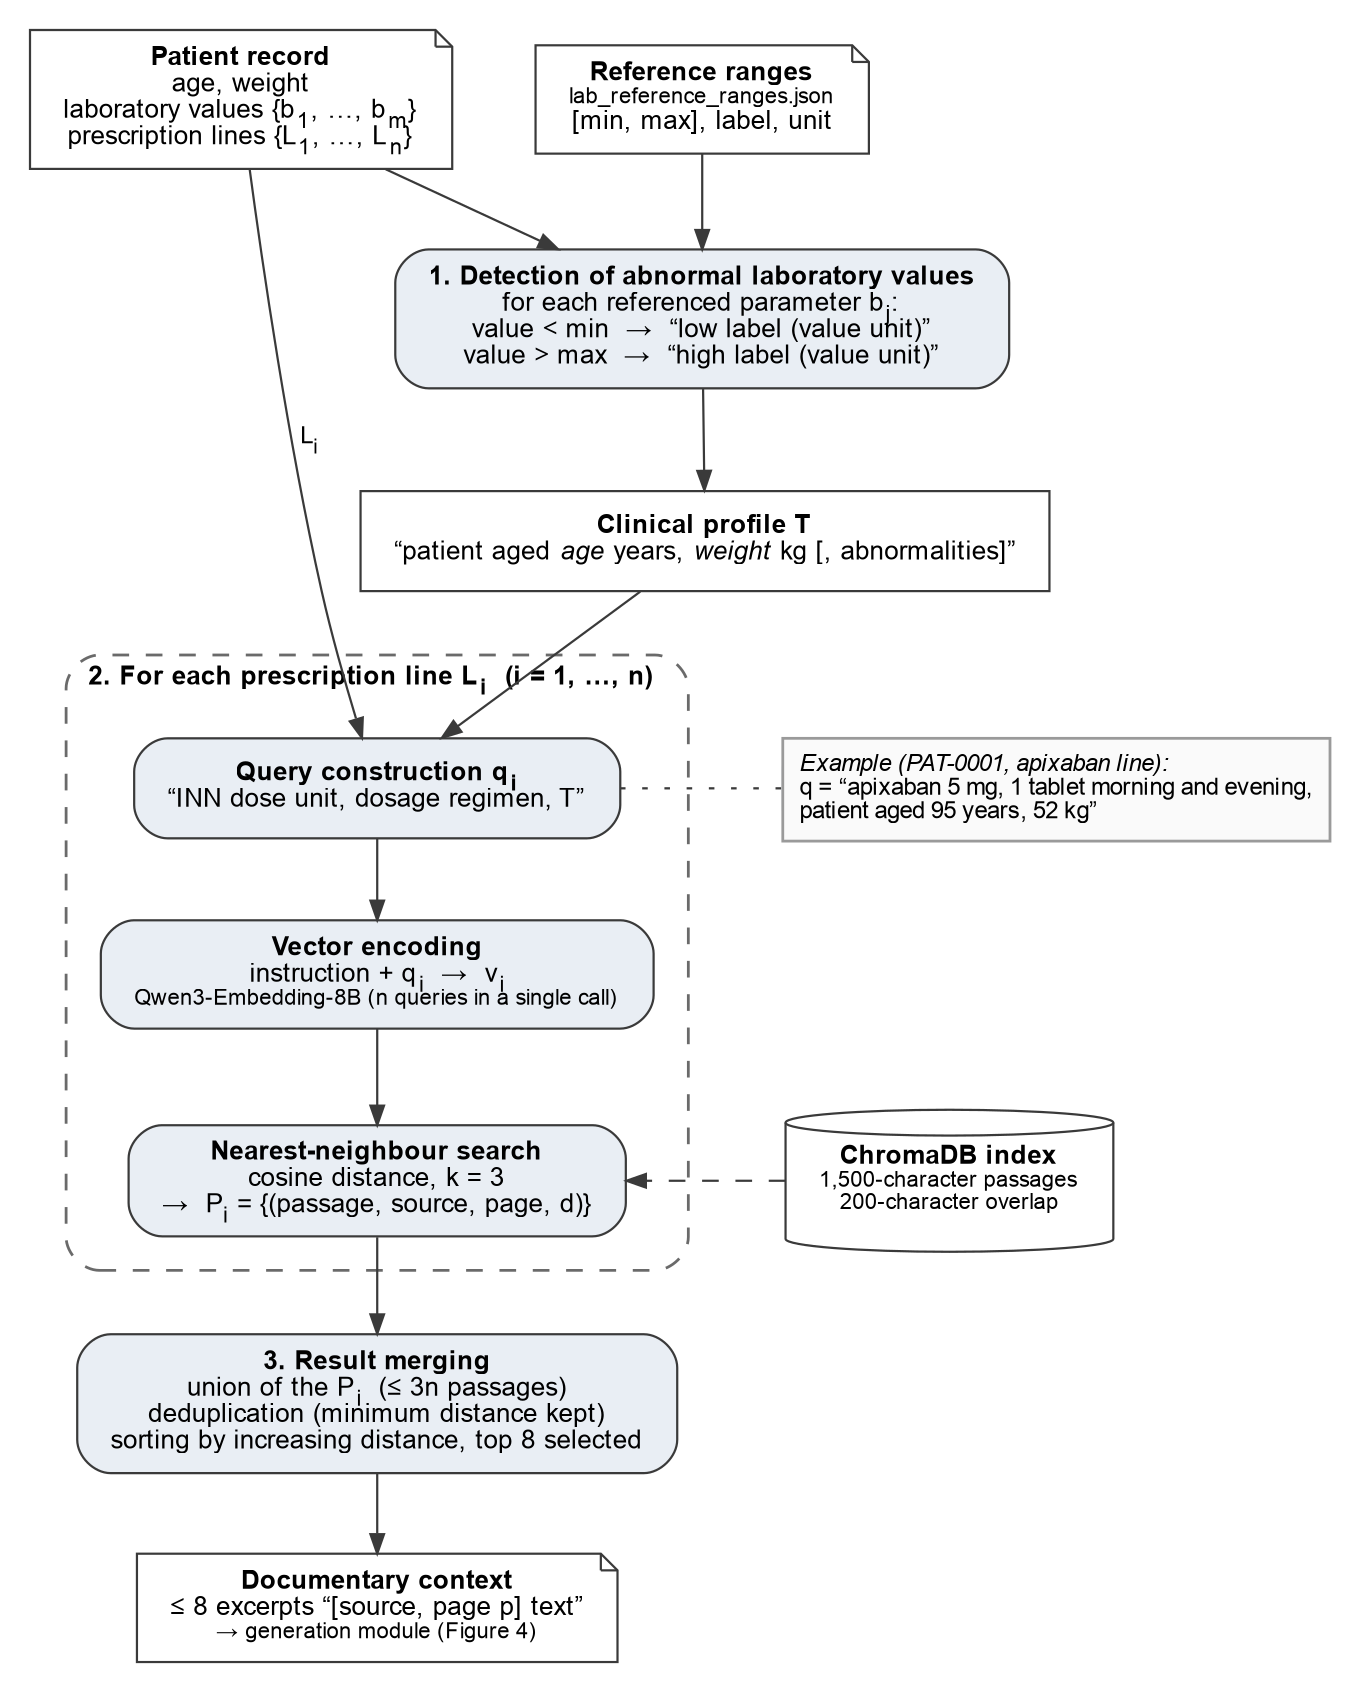 Patient record
age, weight
laboratory values {b1, …, bm}
prescription lines {L1, …, Ln}
Reference ranges
lab_reference_ranges.json
[min, max], label, unit
1. Detection of abnormal laboratory values
for each referenced parameter bj:
value < min → “low label (value unit)”
value > max → “high label (value unit)”
Li
Clinical profile T
“patient aged age years, weight kg [, abnormalities]”
2. For each prescription line Li (i = 1, …, n)
Query construction qi
“INN dose unit, dosage regimen, T”
Example (PAT-0001, apixaban line):
q = “apixaban 5 mg, 1 tablet morning and evening,
patient aged 95 years, 52 kg”
Vector encoding
instruction + qi → vi
Qwen3-Embedding-8B (n queries in a single call)
Nearest-neighbour search
cosine distance, k = 3
→ Pi = {(passage, source, page, d)}
ChromaDB index
1,500-character passages
200-character overlap
3. Result merging
union of the Pi (≤ 3n passages)
deduplication (minimum distance kept)
sorting by increasing distance, top 8 selected
Documentary context
≤ 8 excerpts “[source, page p] text”
→ generation module (Figure 4)